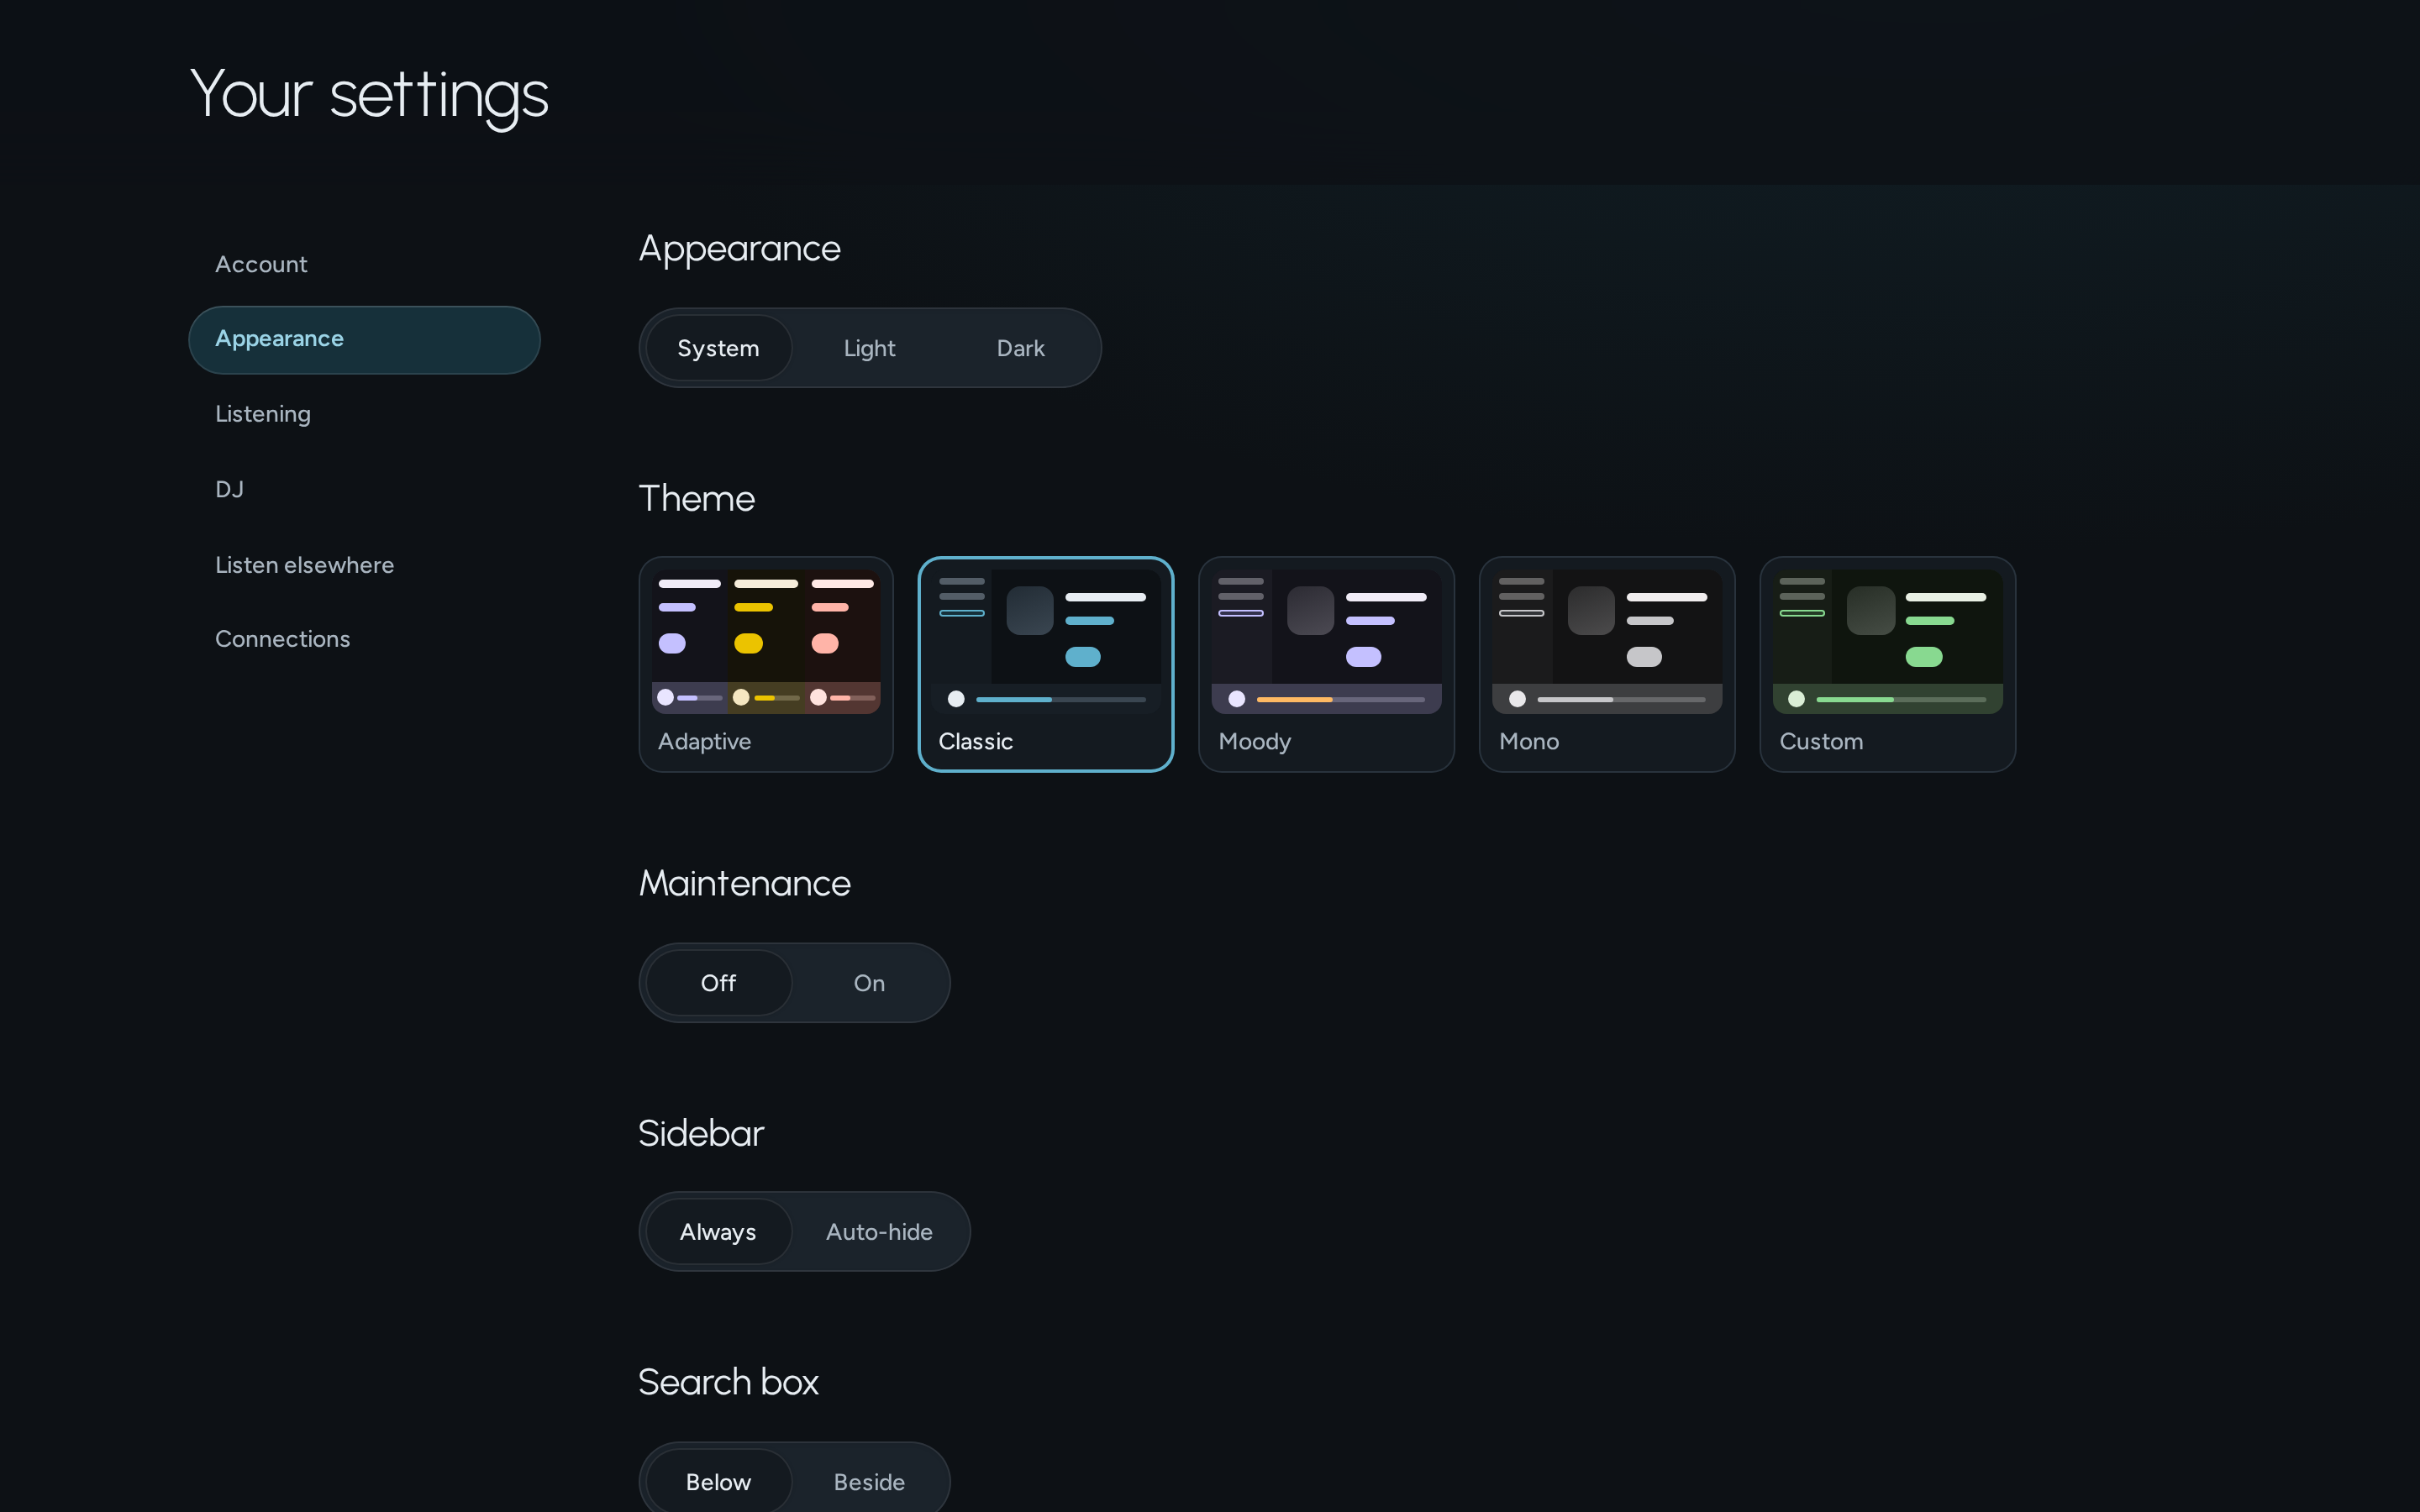 Your settings
Account
Appearance
Listening
DJ
Listen elsewhere
Connections
Appearance
System Light Dark
Theme
Adaptive Classic Moody Mono Custom
Maintenance
Off On
Sidebar
Always Auto-hide
Search box
Below Beside